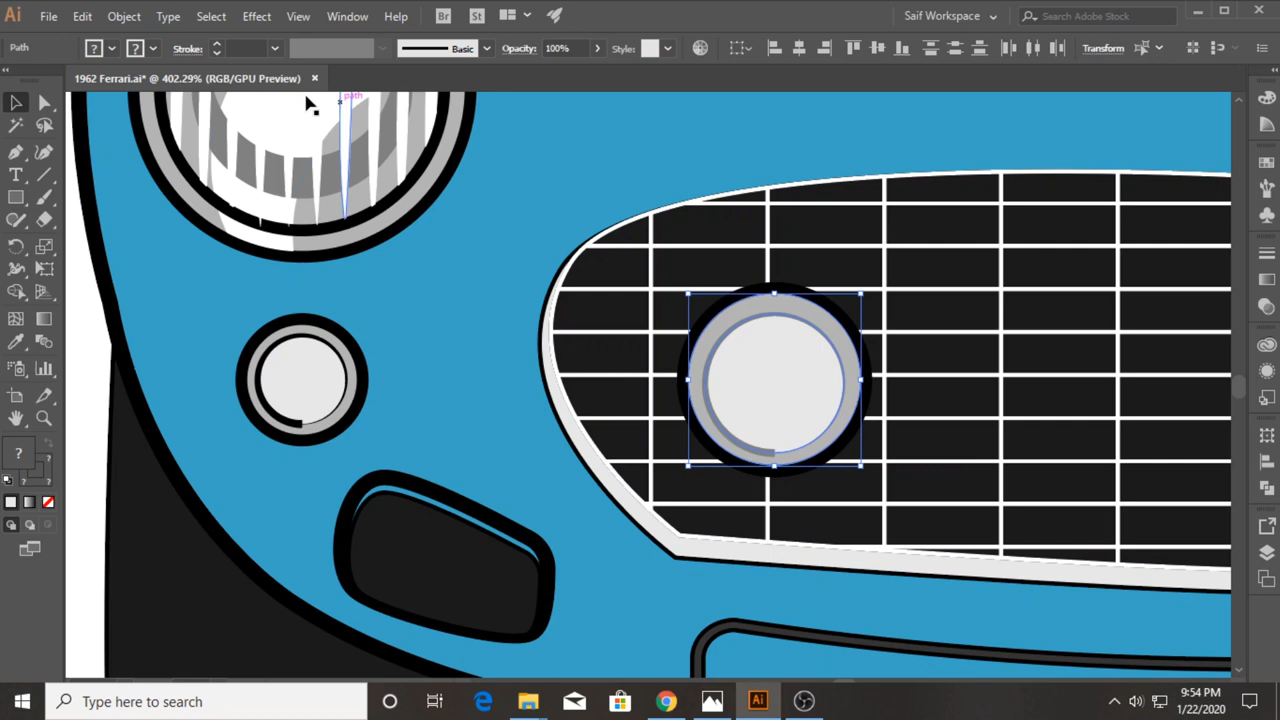 Ai File Edit Object Type Select Effect View Window Help Br St Saif Workspace Search Adobe Stock
Path ? ? Stroke: Basic Opacity: 100% Style: Transform
1962 Ferrari.ai* @ 402.29% (RGB/GPU Preview) ×
path
T
?
? ?
Type here to search Ai 9:54 PM
1/22/2020